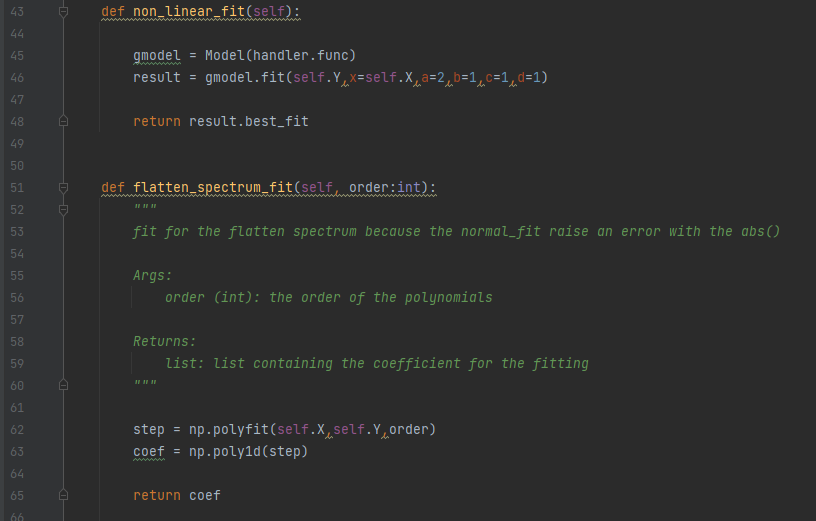 43 def non_linear_fit(self):
44
45 gmodel = Model(handler.func)
46 result = gmodel.fit(self.Y,x=self.X,a=2,b=1,c=1,d=1)
47
48 return result.best_fit
49
50
51 def flatten_spectrum_fit(self, order:int):
52 """
53 fit for the flatten spectrum because the normal_fit raise an error with the abs()
54
55 Args:
56 order (int): the order of the polynomials
57
58 Returns:
59 list: list containing the coefficient for the fitting
60 """
61
62 step = np.polyfit(self.X,self.Y,order)
63 coef = np.poly1d(step)
64
65 return coef
66